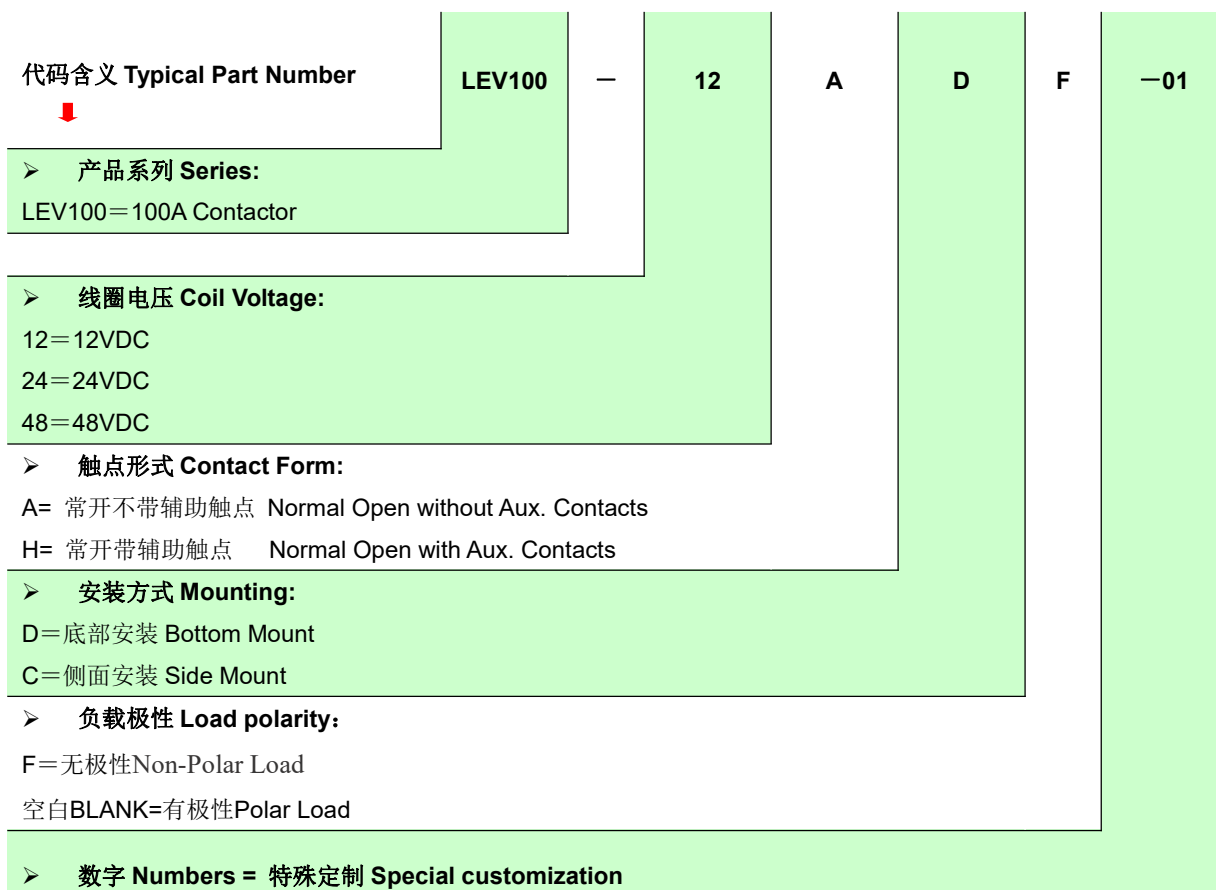 代码含义 Typical Part Number LEV100 － 12 A D F －01
➢ 产品系列 Series:
LEV100＝100A Contactor
➢ 线圈电压 Coil Voltage:
12＝12VDC
24＝24VDC
48＝48VDC
➢ 触点形式 Contact Form:
A= 常开不带辅助触点 Normal Open without Aux. Contacts
H= 常开带辅助触点 Normal Open with Aux. Contacts
➢ 安装方式 Mounting:
D＝底部安装 Bottom Mount
C＝侧面安装 Side Mount
➢ 负载极性 Load polarity：
F＝无极性Non-Polar Load
空白BLANK=有极性Polar Load
➢ 数字 Numbers = 特殊定制 Special customization